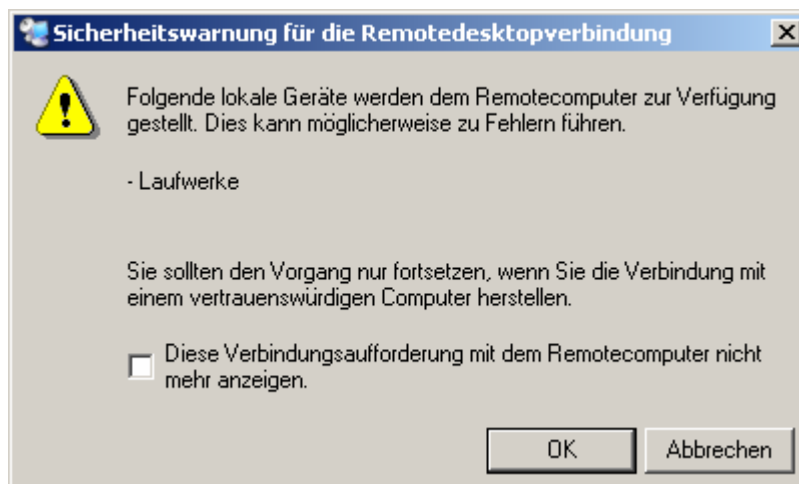 Sicherheitswarnung für die Remotedesktopverbindung
Folgende lokale Geräte werden dem Remotecomputer zur Verfügung
gestellt. Dies kann möglicherweise zu Fehlern führen.
- Laufwerke
Sie sollten den Vorgang nur fortsetzen, wenn Sie die Verbindung mit
einem vertrauenswürdigen Computer herstellen.
Diese Verbindungsaufforderung mit dem Remotecomputer nicht
mehr anzeigen.
OK Abbrechen